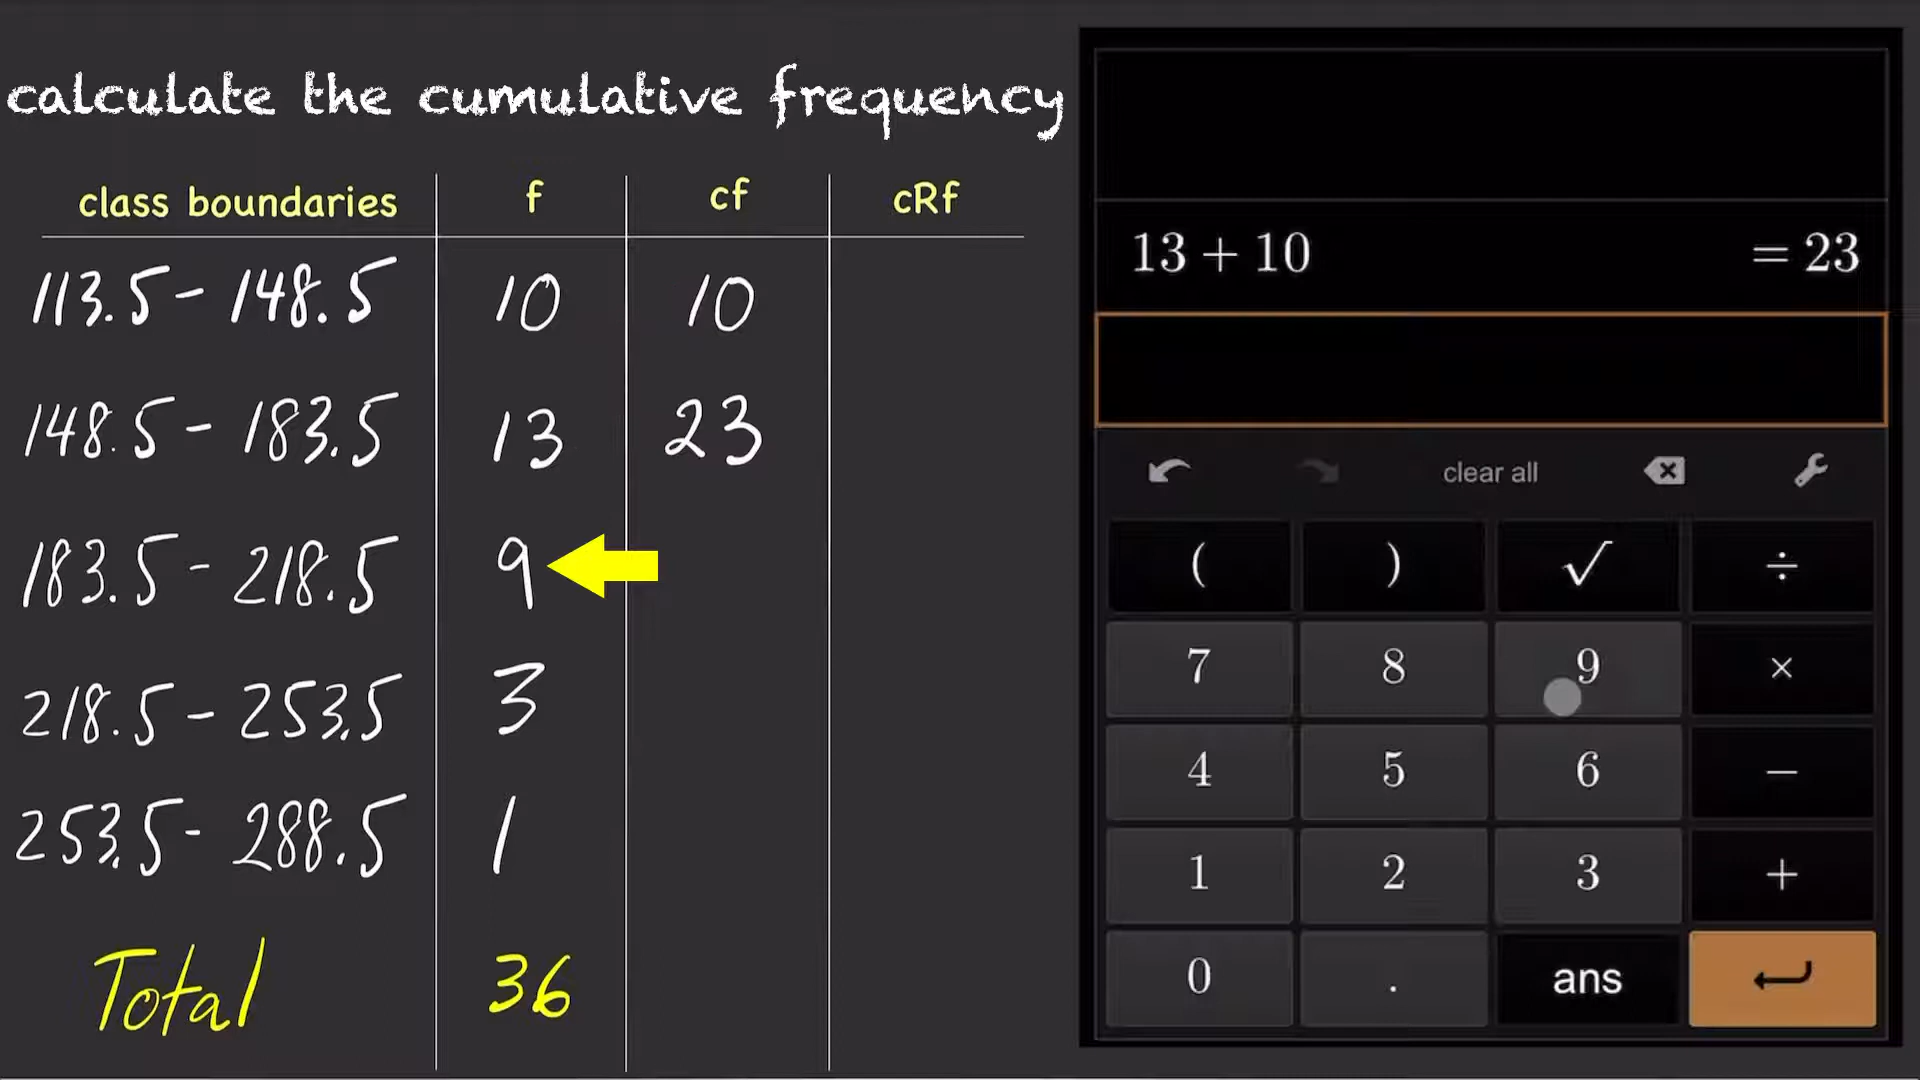 calculate the cumulative frequency
class boundaries f cf cRf
113.5 - 148.5 10 10
148.5 - 183.5 13 23
183.5 - 218.5 9
218.5 - 253.5 3
253.5 - 288.5 1
Total 36
13 + 10 = 23
clear all
( ) √ ÷
7 8 9 ×
4 5 6 −
1 2 3 +
0 . ans